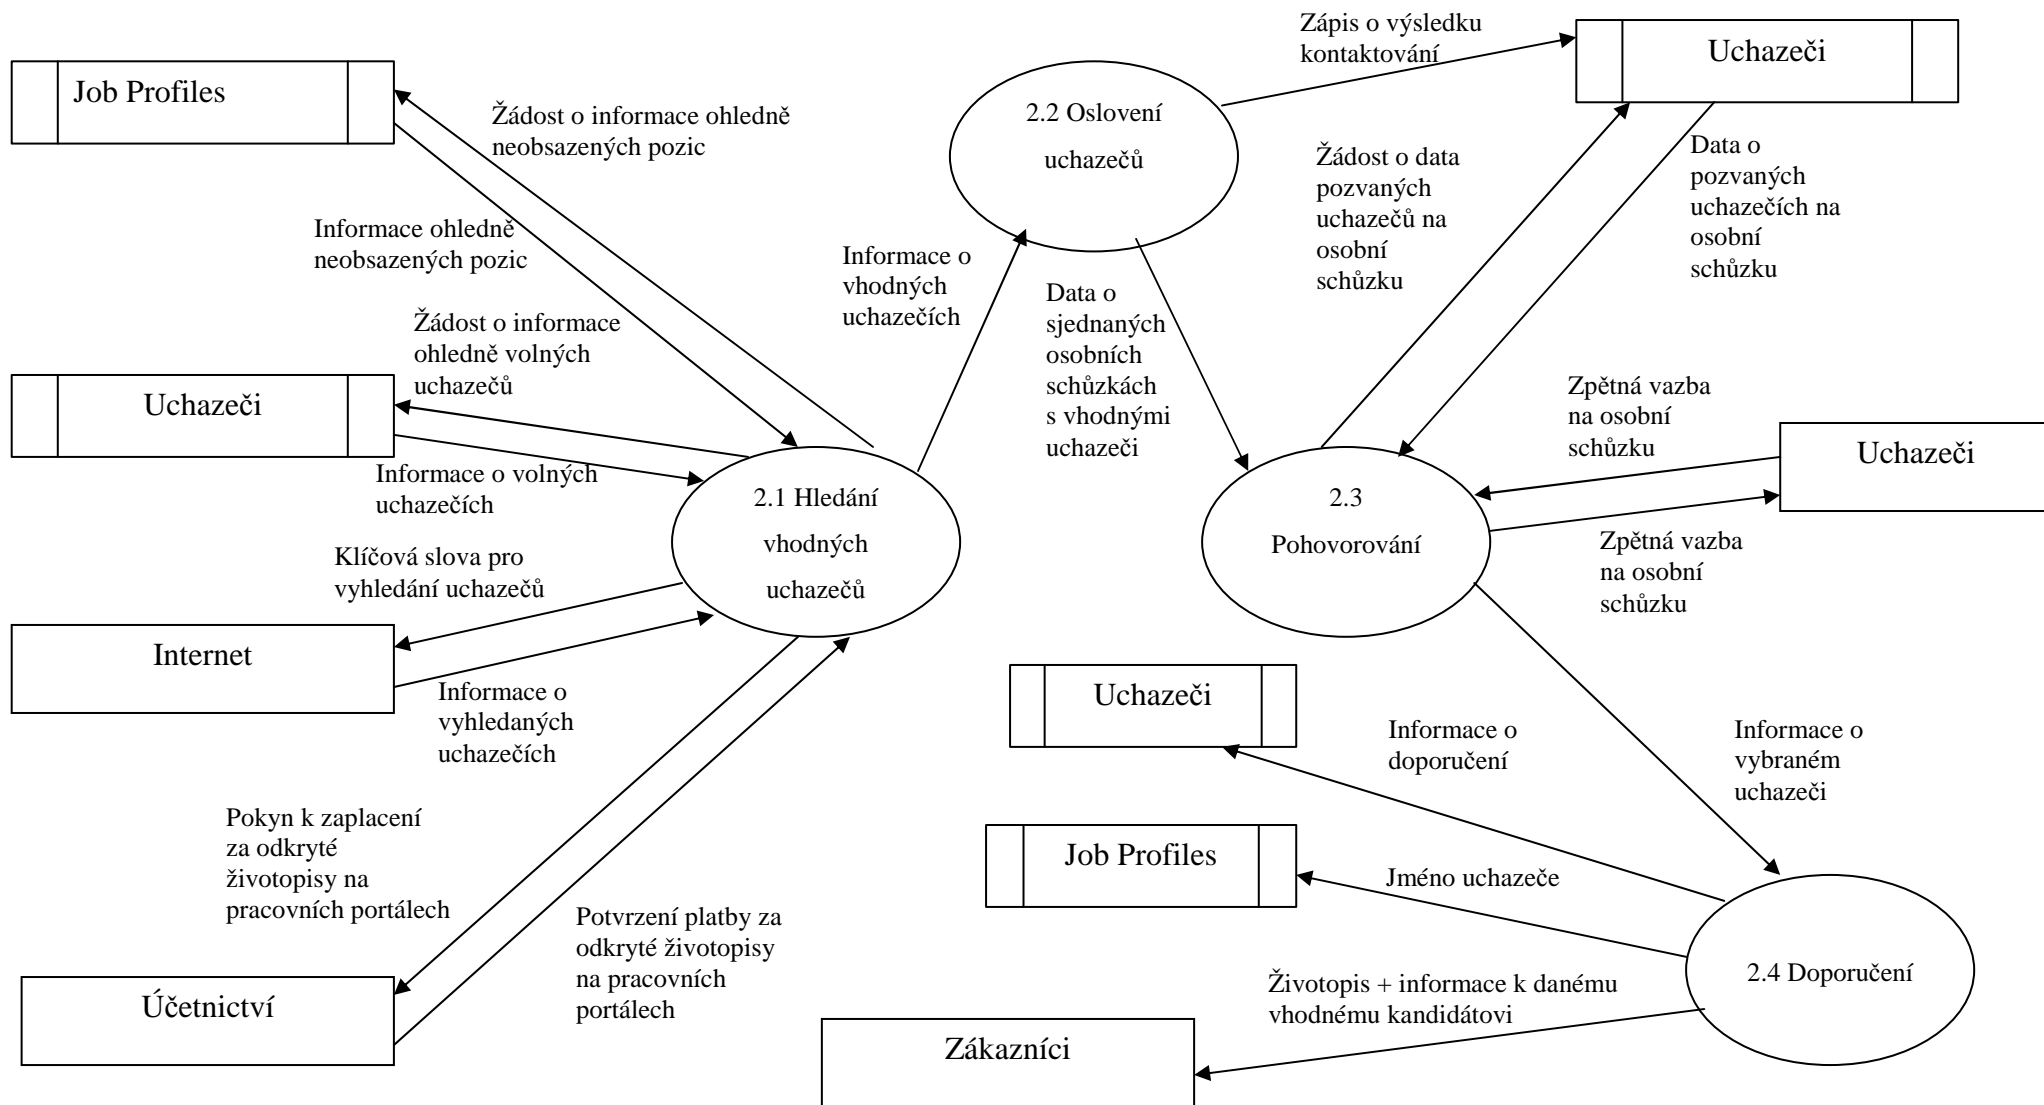 Zápis o výsledku
kontaktování
Uchazeči
Job Profiles
Žádost o informace ohledně
neobsazených pozic
2.2 Oslovení
uchazečů
Žádost o data
pozvaných
uchazečů na
osobní
schůzku
Data o
pozvaných
uchazečích na
osobní
schůzku
Informace ohledně
neobsazených pozic
Informace o
vhodných
uchazečích
Data o
sjednaných
osobních
schůzkách
s vhodnými
uchazeči
Žádost o informace
ohledně volných
uchazečů
Uchazeči
Informace o volných
uchazečích
Zpětná vazba
na osobní
schůzku
Uchazeči
2.1 Hledání
vhodných
uchazečů
2.3
Pohovorování
Zpětná vazba
na osobní
schůzku
Klíčová slova pro
vyhledání uchazečů
Internet
Informace o
vyhledaných
uchazečích
Uchazeči
Informace o
doporučení
Informace o
vybraném
uchazeči
Pokyn k zaplacení
za odkryté
životopisy na
pracovních portálech
Job Profiles
Jméno uchazeče
Potvrzení platby za
odkryté životopisy
na pracovních
portálech
2.4 Doporučení
Účetnictví
Životopis + informace k danému
vhodnému kandidátovi
Zákazníci